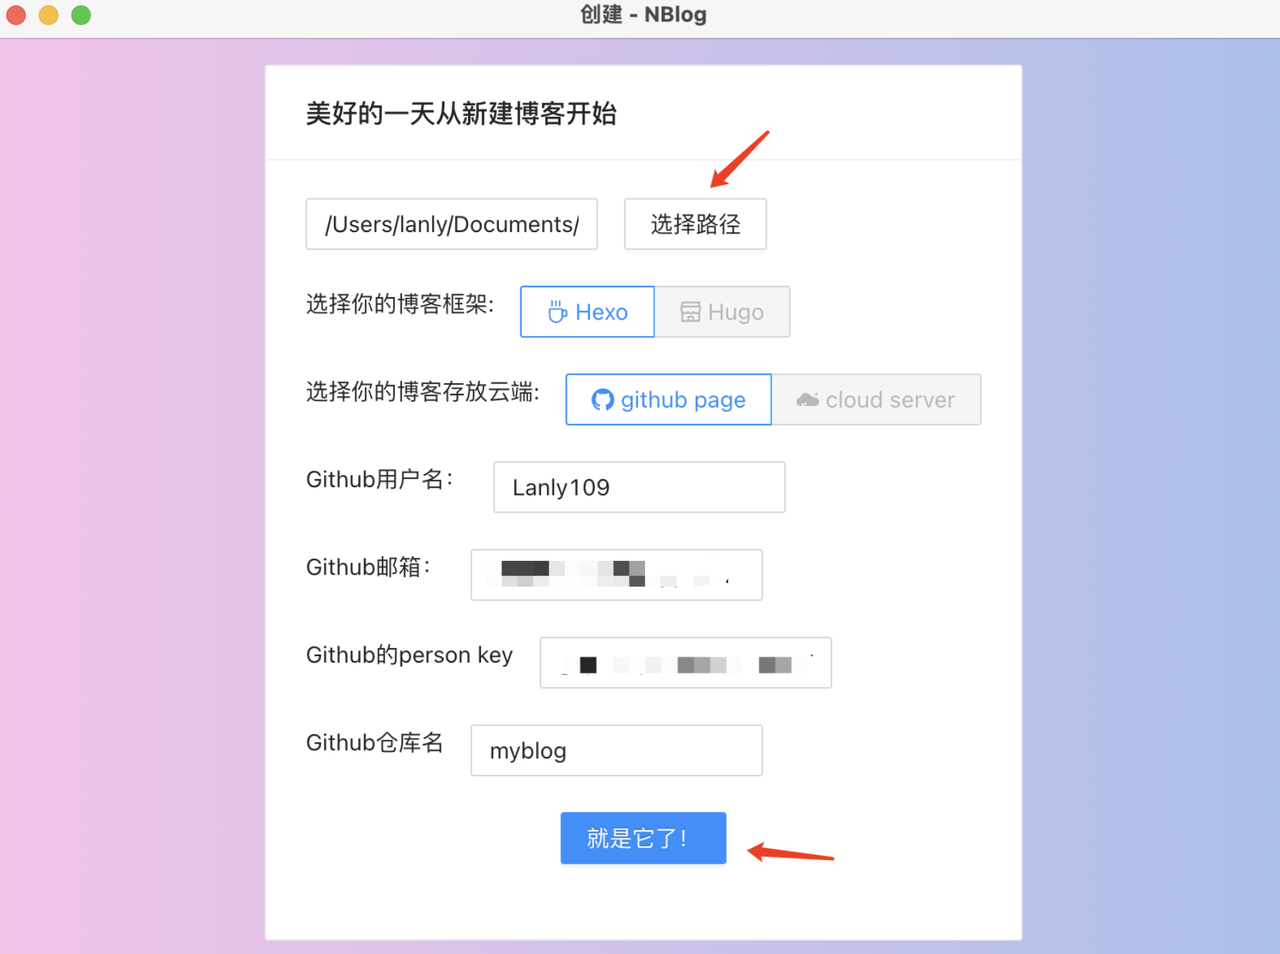 创建 - NBlog
美好的一天从新建博客开始
/Users/lanly/Documents/ 选择路径
选择你的博客框架: Hexo Hugo
选择你的博客存放云端: github page cloud server
Github用户名： Lanly109
Github邮箱：
Github的person key
Github仓库名 myblog
就是它了！